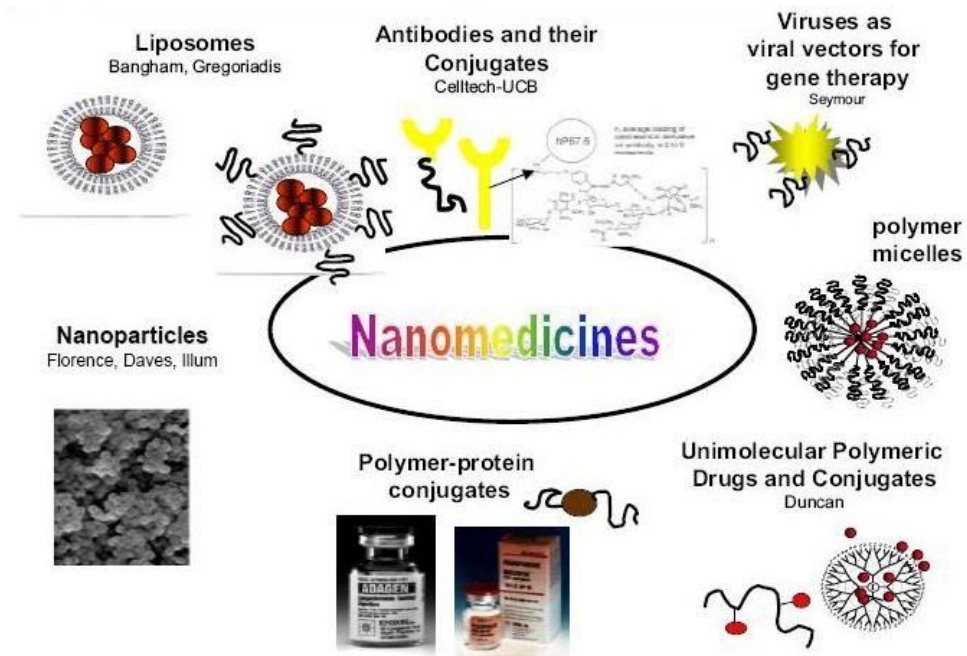 Liposomes
Bangham, Gregoriadis
Antibodies and their
Conjugates
Celltech-UCB
Viruses as
viral vectors for
gene therapy
Seymour
polymer
micelles
Nanomedicines
Nanoparticles
Florence, Daves, Illum
Polymer-protein
conjugates
ADAGEN
Unimolecular Polymeric
Drugs and Conjugates
Duncan